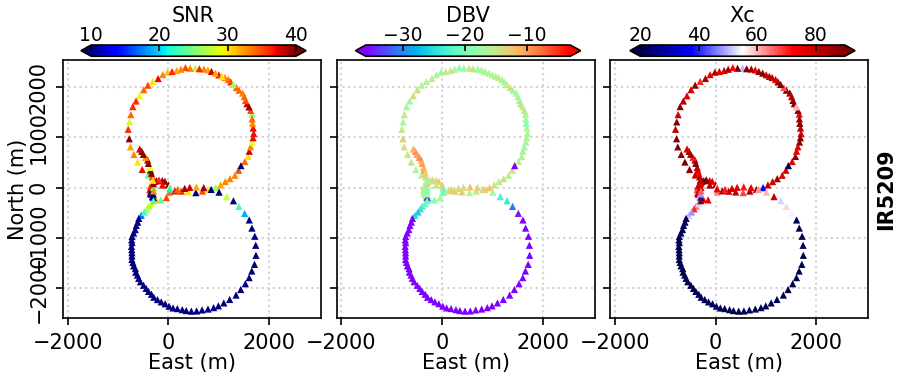 SNR
DBV
Xc
10 20 30 40
−30 −20 −10
20 40 60 80
North (m)
2000
1000
0
−1000
−2000
−2000 0 2000
−2000 0 2000
−2000 0 2000
East (m)
East (m)
East (m)
IR5209